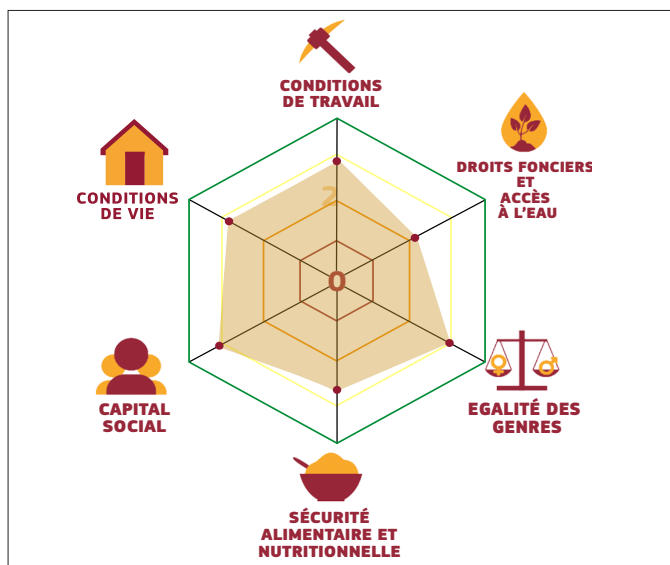 CONDITIONS
DE TRAVAIL
DROITS FONCIERS
ET
ACCÈS
À L'EAU
CONDITIONS
DE VIE
2
0
CAPITAL
SOCIAL
EGALITÉ DES
GENRES
SÉCURITÉ
ALIMENTAIRE ET
NUTRITIONNELLE